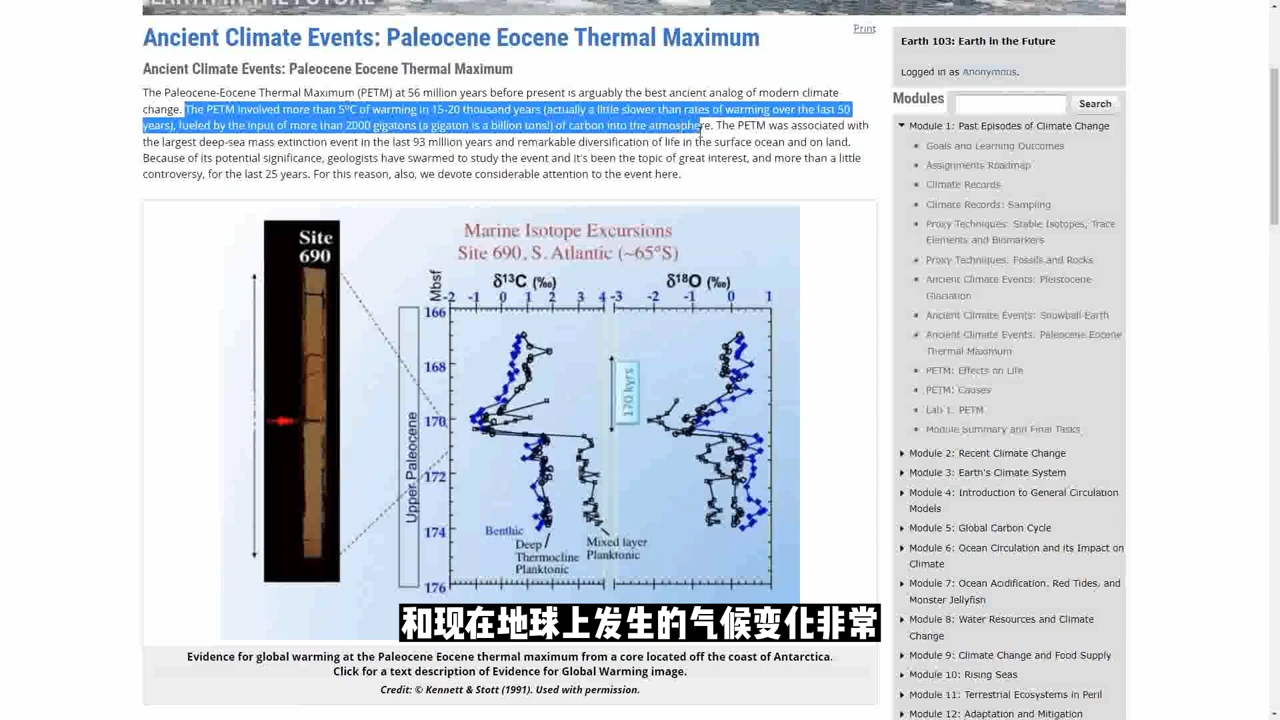 EARTH IN THE FUTURE
Ancient Climate Events: Paleocene Eocene Thermal Maximum
Print
Ancient Climate Events: Paleocene Eocene Thermal Maximum
The Paleocene-Eocene Thermal Maximum (PETM) at 56 million years before present is arguably the best ancient analog of modern climate
change. The PETM involved more than 5ºC of warming in 15-20 thousand years (actually a little slower than rates of warming over the last 50
years), fueled by the input of more than 2000 gigatons (a gigaton is a billion tons!) of carbon into the atmosphere. The PETM was associated with
the largest deep-sea mass extinction event in the last 93 million years and remarkable diversification of life in the surface ocean and on land.
Because of its potential significance, geologists have swarmed to study the event and it's been the topic of great interest, and more than a little
controversy, for the last 25 years. For this reason, also, we devote considerable attention to the event here.
Site
690
Marine Isotope Excursions
Site 690, S. Atlantic (~65°S)
δ¹³C (‰)
δ¹⁸O (‰)
Mbsf
-2 -1 0 1 2 3 4 -3 -2 -1 0 1
166
168
170
172
174
176
Upper Paleocene
170 kyrs
Benthic
Deep
Thermocline
Planktonic
Mixed layer
Planktonic
和现在地球上发生的气候变化非常
Evidence for global warming at the Paleocene Eocene thermal maximum from a core located off the coast of Antarctica.
Click for a text description of Evidence for Global Warming image.
Credit: © Kennett & Stott (1991). Used with permission.
Earth 103: Earth in the Future
Logged in as Anonymous.
Modules
Search
Module 1: Past Episodes of Climate Change
Goals and Learning Outcomes
Assignments Roadmap
Climate Records
Climate Records: Sampling
Proxy Techniques: Stable Isotopes, Trace
Elements and Biomarkers
Proxy Techniques: Fossils and Rocks
Ancient Climate Events: Pleistocene
Glaciation
Ancient Climate Events: Snowball Earth
Ancient Climate Events: Paleocene Eocene
Thermal Maximum
PETM: Effects on Life
PETM: Causes
Lab 1: PETM
Module Summary and Final Tasks
Module 2: Recent Climate Change
Module 3: Earth's Climate System
Module 4: Introduction to General Circulation
Models
Module 5: Global Carbon Cycle
Module 6: Ocean Circulation and its Impact on
Climate
Module 7: Ocean Acidification, Red Tides, and
Monster Jellyfish
Module 8: Water Resources and Climate
Change
Module 9: Climate Change and Food Supply
Module 10: Rising Seas
Module 11: Terrestrial Ecosystems in Peril
Module 12: Adaptation and Mitigation